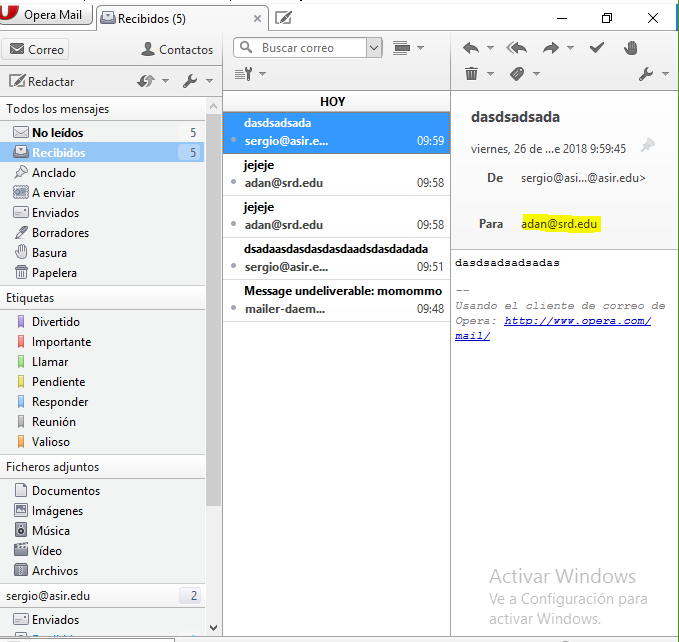 Opera Mail
Recibidos (5)
Correo
Contactos
Buscar correo
Redactar
Todos los mensajes
No leídos 5
Recibidos 5
Anclado
A enviar
Enviados
Borradores
Basura
Papelera
Etiquetas
Divertido
Importante
Llamar
Pendiente
Responder
Reunión
Valioso
Ficheros adjuntos
Documentos
Imágenes
Música
Vídeo
Archivos
sergio@asir.edu 2
Enviados
HOY
dasdsadsada
sergio@asir.e... 09:59
jejeje
adan@srd.edu 09:58
jejeje
adan@srd.edu 09:58
dsadaasdasdasdasdaadsdasdadada
sergio@asir.e... 09:51
Message undeliverable: momommo
mailer-daem... 09:48
dasdsadsada
viernes, 26 de ...e 2018 9:59:45
De sergio@asi...@asir.edu>
Para adan@srd.edu
dasdsadsadsadas
--
Usando el cliente de correo de
Opera: http://www.opera.com/
mail/
Activar Windows
Ve a Configuración para
activar Windows.